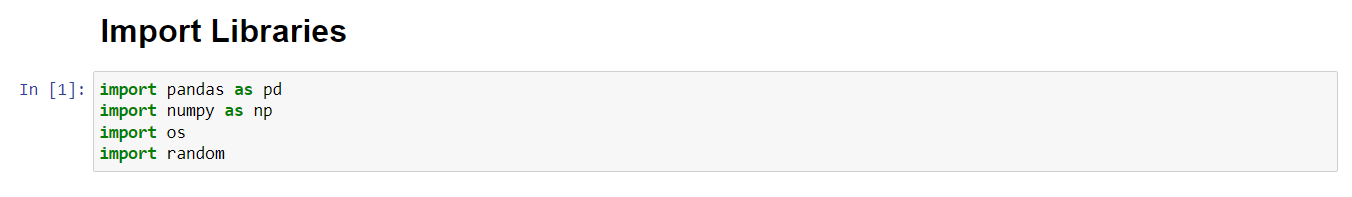 Import Libraries
In [1]: import pandas as pd
import numpy as np
import os
import random